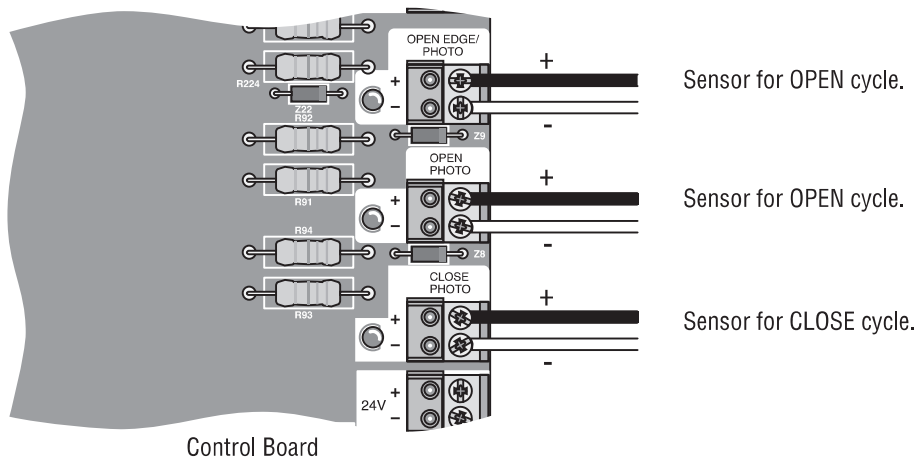 OPEN EDGE/
PHOTO
+
R224
+
Sensor for OPEN cycle.
−
Z22
R92
-
Z9
OPEN
PHOTO
+
R91
+
Sensor for OPEN cycle.
−
R94
-
Z8
CLOSE
PHOTO
+
R93
+
Sensor for CLOSE cycle.
−
-
24V
+
−
Control Board